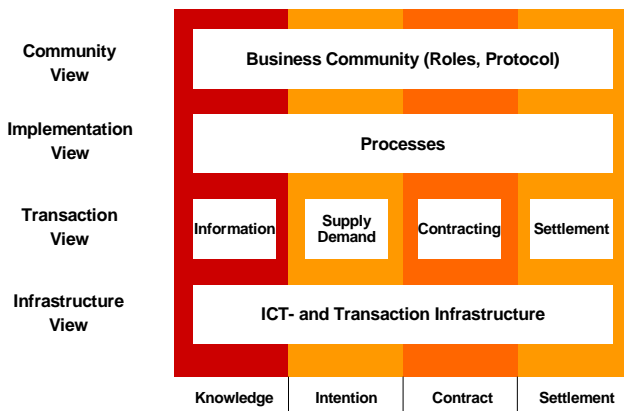 Community
View
Business Community (Roles, Protocol)
Implementation
View
Processes
Transaction
View
Information
Supply
Demand
Contracting
Settlement
Infrastructure
View
ICT- and Transaction Infrastructure
Knowledge
Intention
Contract
Settlement